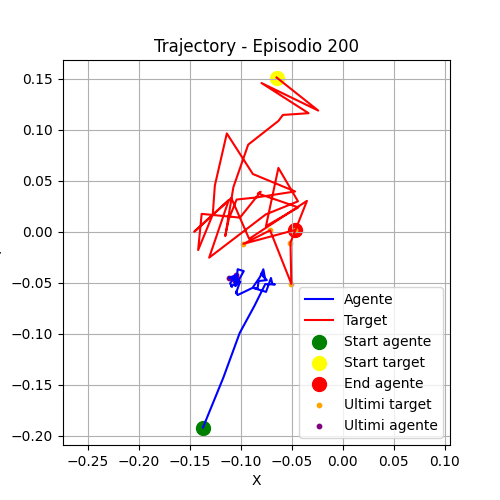 Trajectory - Episodio 200
0.15
0.10
0.05
0.00
−0.05
−0.10
−0.15
−0.20
Agente
Target
Start agente
Start target
End agente
Ultimi target
Ultimi agente
−0.25 −0.20 −0.15 −0.10 −0.05 0.00 0.05 0.10
X